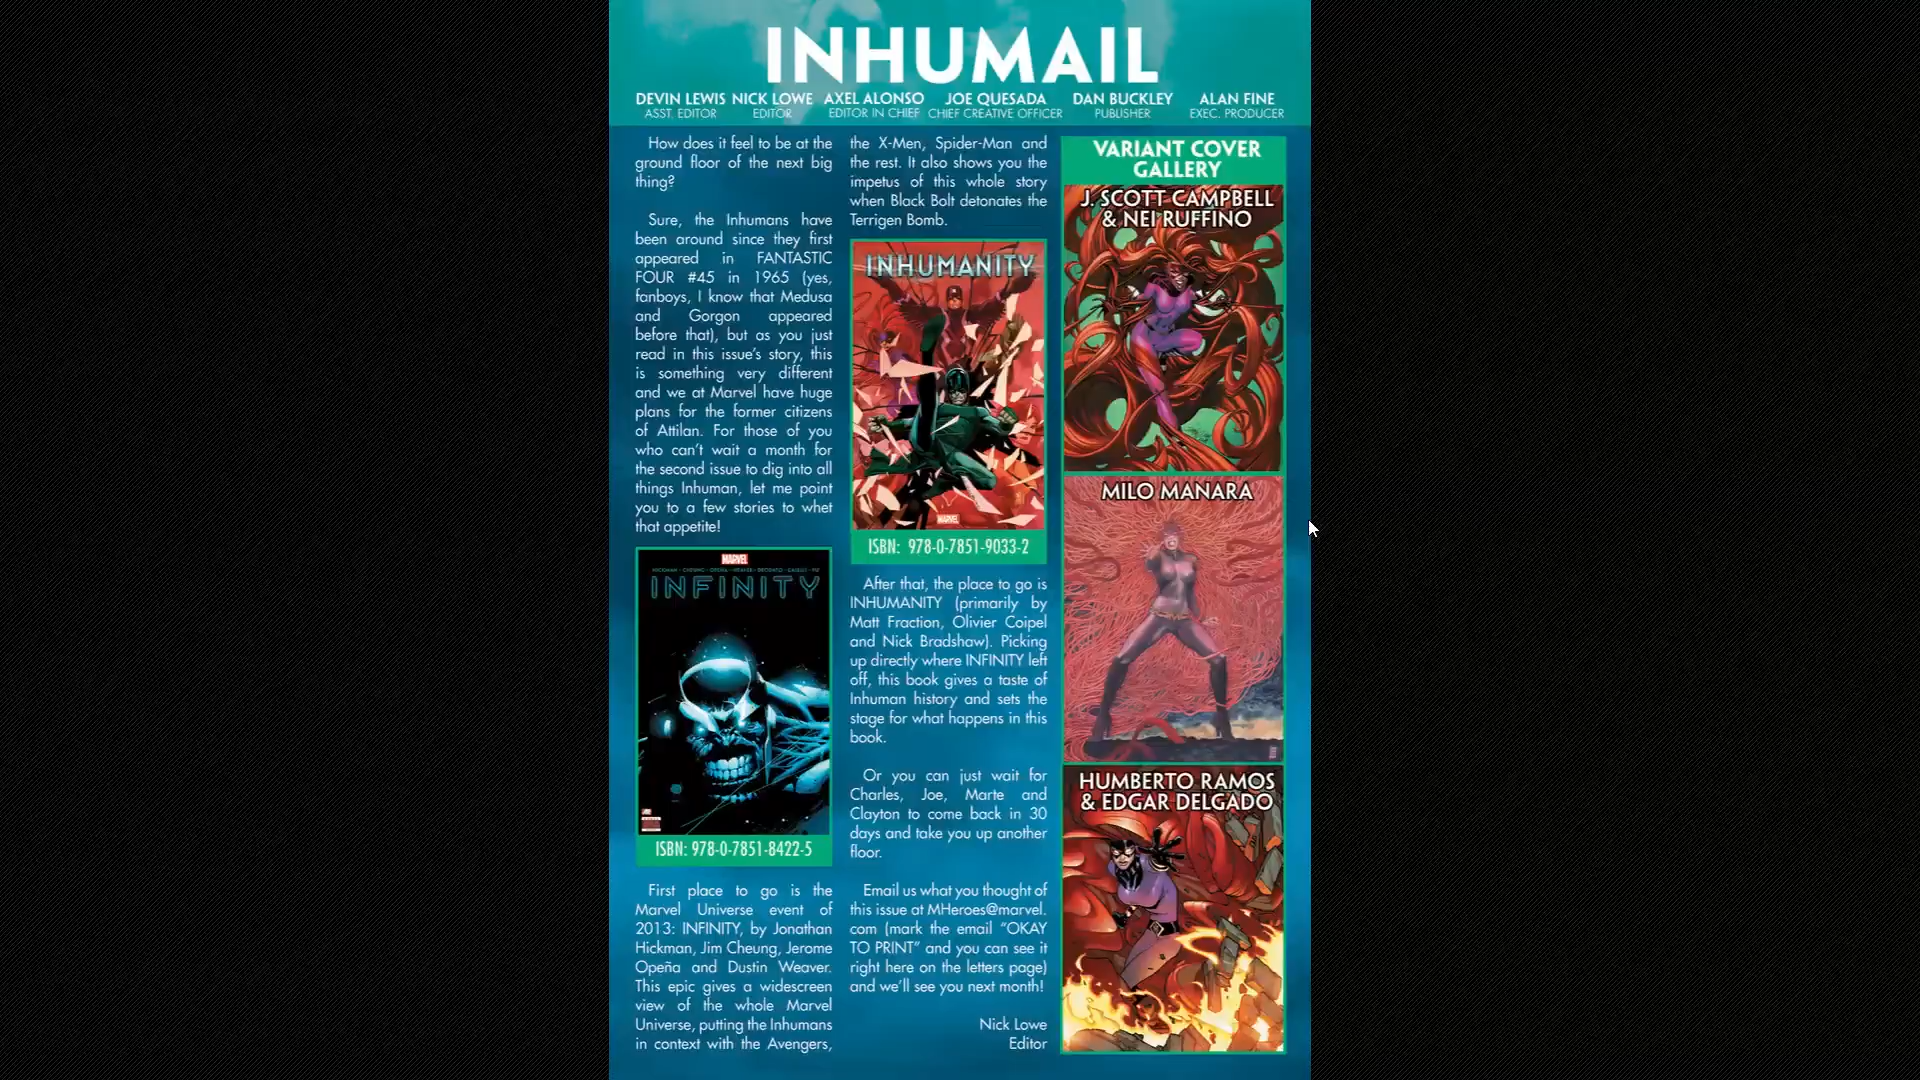 INHUMAIL
DEVIN LEWIS
ASST. EDITOR
NICK LOWE
EDITOR
AXEL ALONSO
EDITOR IN CHIEF
JOE QUESADA
CHIEF CREATIVE OFFICER
DAN BUCKLEY
PUBLISHER
ALAN FINE
EXEC. PRODUCER
How does it feel to be at the
ground floor of the next big
thing?
Sure, the Inhumans have
been around since they first
appeared in FANTASTIC
FOUR #45 in 1965 (yes,
fanboys, I know that Medusa
and Gorgon appeared
before that), but as you just
read in this issue's story, this
is something very different
and we at Marvel have huge
plans for the former citizens
of Attilan. For those of you
who can't wait a month for
the second issue to dig into all
things Inhuman, let me point
you to a few stories to whet
that appetite!
MARVEL
INFINITY
ISBN: 978-0-7851-8422-5
First place to go is the
Marvel Universe event of
2013: INFINITY, by Jonathan
Hickman, Jim Cheung, Jerome
Opeña and Dustin Weaver.
This epic gives a widescreen
view of the whole Marvel
Universe, putting the Inhumans
in context with the Avengers,
the X-Men, Spider-Man and
the rest. It also shows you the
impetus of this whole story
when Black Bolt detonates the
Terrigen Bomb.
INHUMANITY
MARVEL
ISBN: 978-0-7851-9033-2
After that, the place to go is
INHUMANITY (primarily by
Matt Fraction, Olivier Coipel
and Nick Bradshaw). Picking
up directly where INFINITY left
off, this book gives a taste of
Inhuman history and sets the
stage for what happens in this
book.
Or you can just wait for
Charles, Joe, Marte and
Clayton to come back in 30
days and take you up another
floor.
Email us what you thought of
this issue at MHeroes@marvel.
com (mark the email “OKAY
TO PRINT” and you can see it
right here on the letters page)
and we'll see you next month!
Nick Lowe
Editor
VARIANT COVER
GALLERY
J. SCOTT CAMPBELL
& NEI RUFFINO
MILO MANARA
HUMBERTO RAMOS
& EDGAR DELGADO